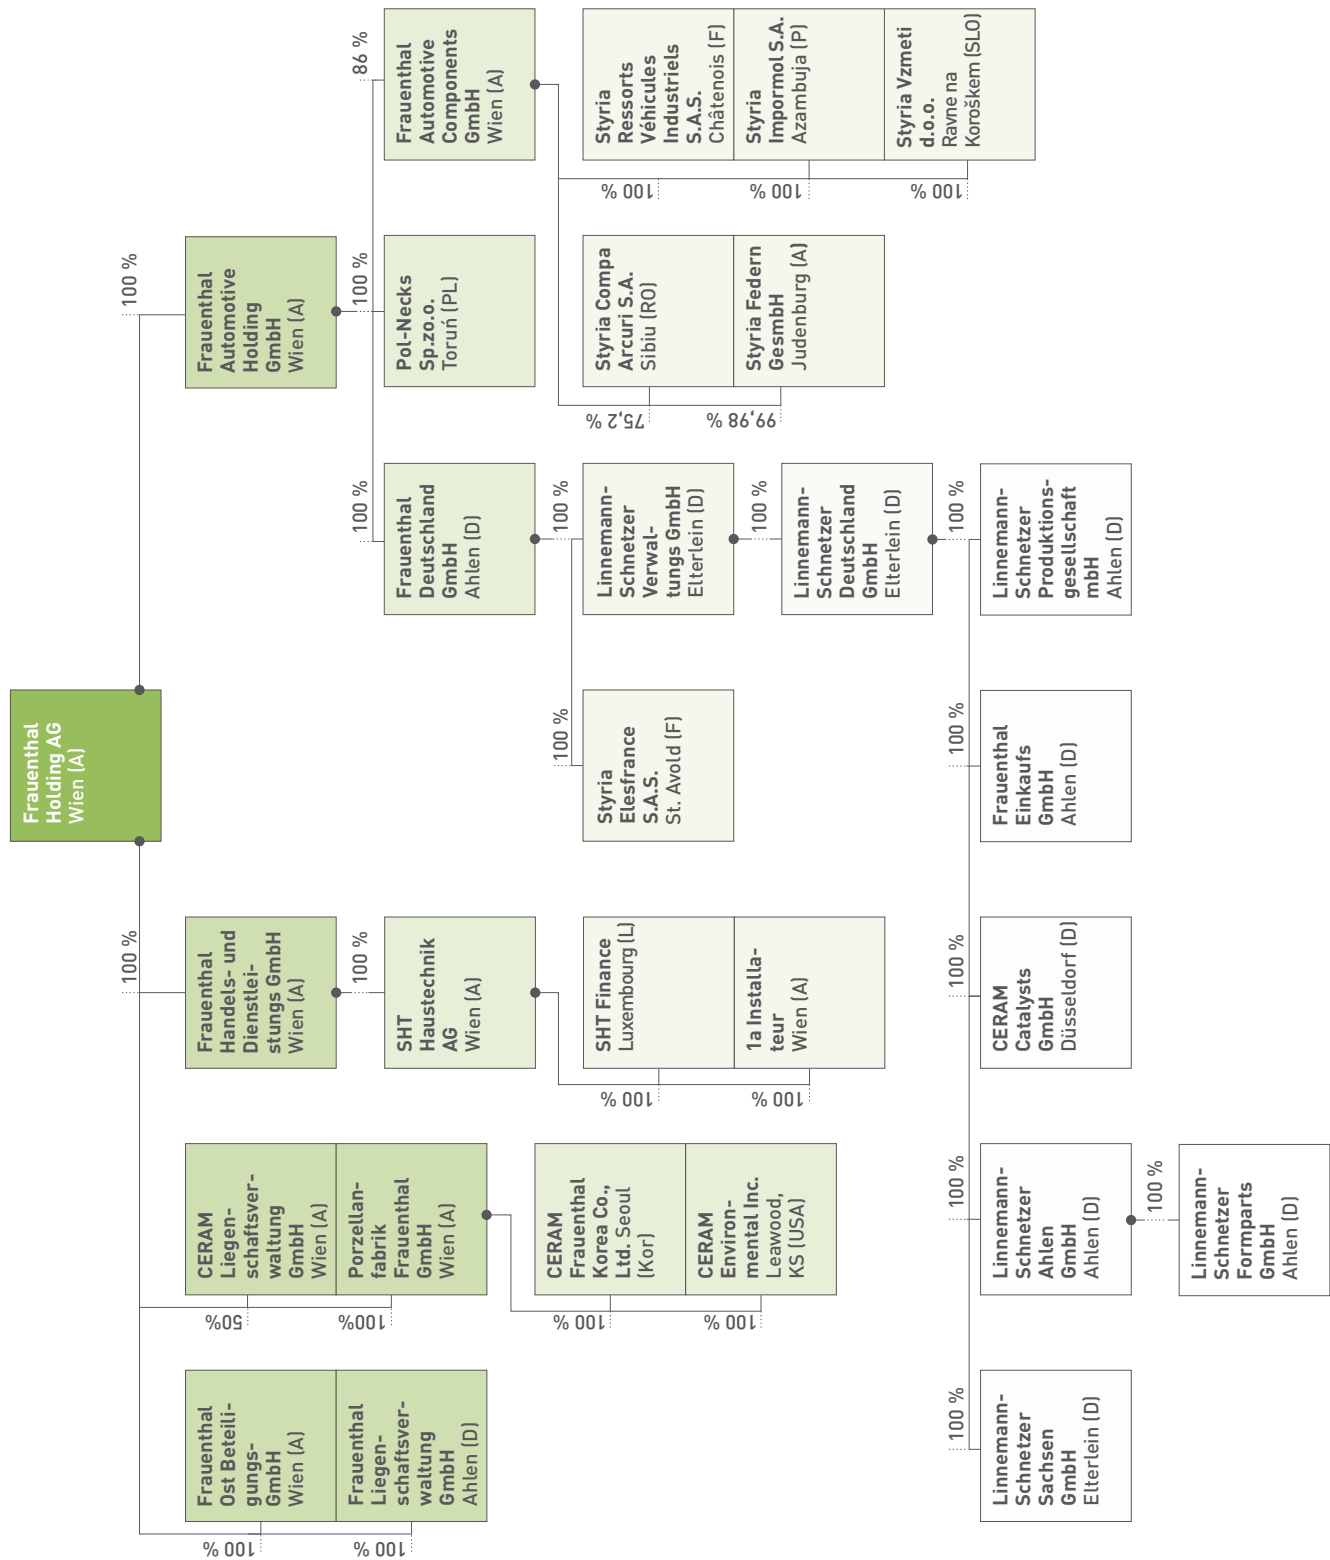 Frauenthal
Holding AG
Wien (A)
100 %
100 %
100 %
Frauenthal
Ost Beteili-
gungs-
GmbH
Wien (A)
100 %
Frauenthal
Liegen-
schaftsver-
waltung
GmbH
Ahlen (D)
50%
CERAM
Liegen-
schaftsver-
waltung
GmbH
Wien (A)
100%
Porzellan-
fabrik
Frauenthal
GmbH
Wien (A)
100 %
CERAM
Frauenthal
Korea Co.,
Ltd. Seoul
(Kor)
100 %
CERAM
Environ-
mental Inc.
Leawood,
KS (USA)
Frauenthal
Handels- und
Dienstlei-
stungs GmbH
Wien (A)
100 %
SHT
Haustechnik
AG
Wien (A)
100 %
SHT Finance
Luxembourg (L)
100 %
1a Installa-
teur
Wien (A)
Frauenthal
Automotive
Holding
GmbH
Wien (A)
100 %
100 %
86 %
Frauenthal
Deutschland
GmbH
Ahlen (D)
Pol-Necks
Sp.zo.o.
Toruń (PL)
Frauenthal
Automotive
Components
GmbH
Wien (A)
100 %
100 %
Styria
Elesfrance
S.A.S.
St. Avold (F)
Linnemann-
Schnetzer
Verwal-
tungs GmbH
Elterlein (D)
75,2 %
Styria Compa
Arcuri S.A.
Sibiu (RO)
99,98 %
Styria Federn
GesmbH
Judenburg (A)
100 %
Styria
Ressorts
Véhicules
Industriels
S.A.S.
Châtenois (F)
100 %
Styria
Impormol S.A.
Azambuja (P)
100 %
Styria Vzmeti
d.o.o.
Ravne na
Koroškem (SLO)
100 %
Linnemann-
Schnetzer
Deutschland
GmbH
Elterlein (D)
100 %
100 %
100 %
100 %
100 %
Linnemann-
Schnetzer
Sachsen
GmbH
Elterlein (D)
Linnemann-
Schnetzer
Ahlen
GmbH
Ahlen (D)
CERAM
Catalysts
GmbH
Düsseldorf (D)
Frauenthal
Einkaufs
GmbH
Ahlen (D)
Linnemann-
Schnetzer
Produktions-
gesellschaft
mbH
Ahlen (D)
100 %
Linnemann-
Schnetzer
Formparts
GmbH
Ahlen (D)